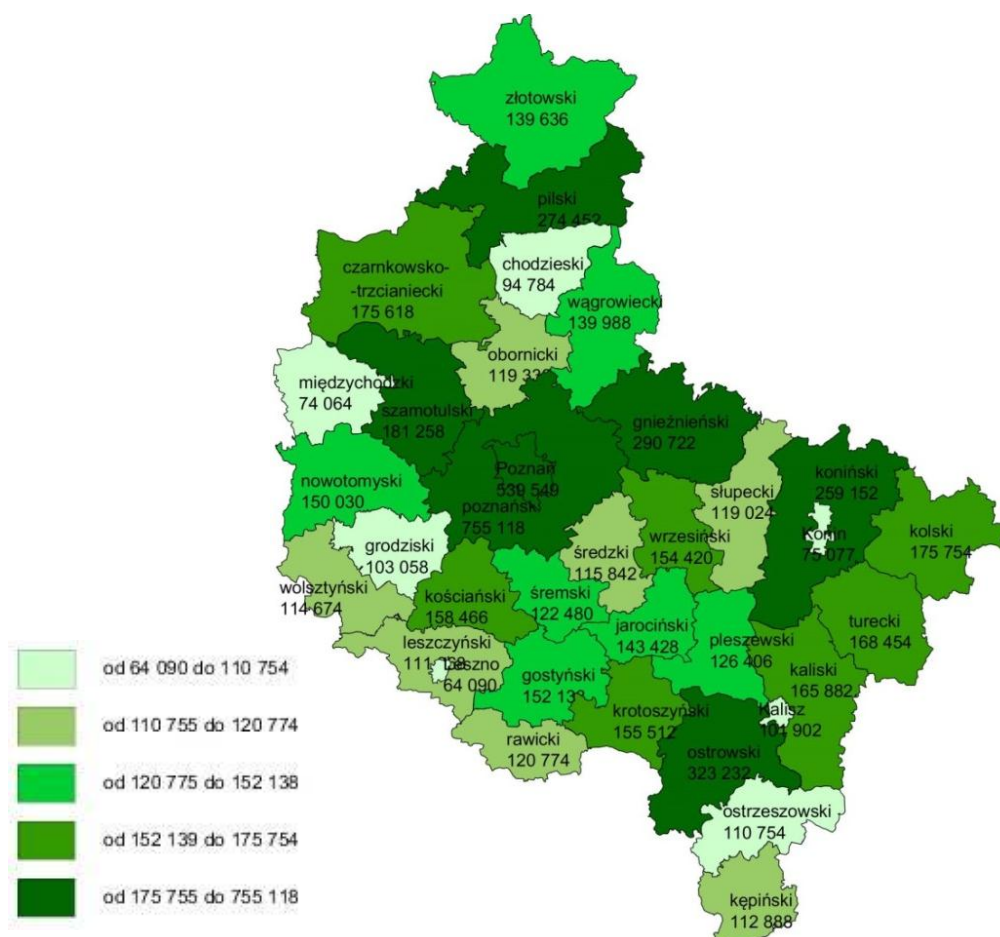 złotowski
139 636
pilski
274 452
chodzieski
94 784
czarnkowsko-
-trzcianiecki
175 618
wągrowiecki
139 988
obornicki
międzychodzki
74 064
szamotulski
181 258
gnieźnieński
290 722
Poznań
539 549
poznański
755 118
nowotomyski
150 030
słupecki
119 024
koniński
259 152
Konin
75 077
kolski
175 754
grodziski
103 058
średzki
115 842
wrzesiński
154 420
wolsztyński
114 674
kościański
158 466
śremski
122 480
jarociński
143 428
pleszewski
126 406
turecki
168 454
leszczyński
Leszno
64 090
gostyński
152 138
kaliski
165 882
krotoszyński
155 512
Kalisz
101 902
rawicki
120 774
ostrowski
323 232
ostrzeszowski
110 754
kępiński
112 888
od 64 090 do 110 754
od 110 755 do 120 774
od 120 775 do 152 138
od 152 139 do 175 754
od 175 755 do 755 118